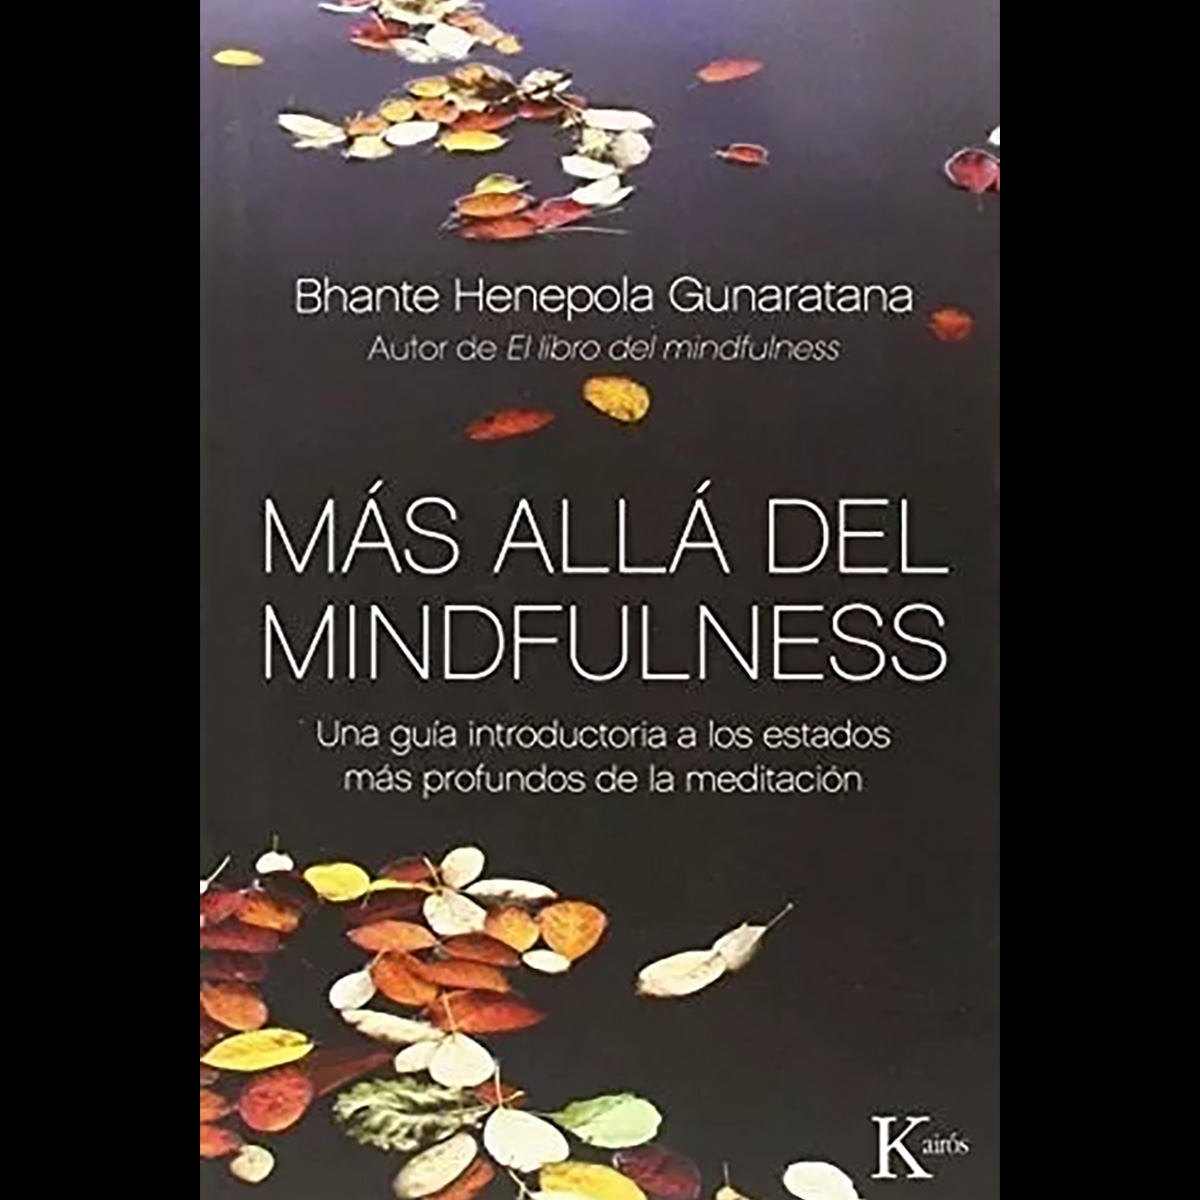 Bhante Henepola Gunaratana
Autor de El libro del mindfulness
MÁS ALLÁ DEL
MINDFULNESS
Una guía introductoria a los estados
más profundos de la meditación
Kairós